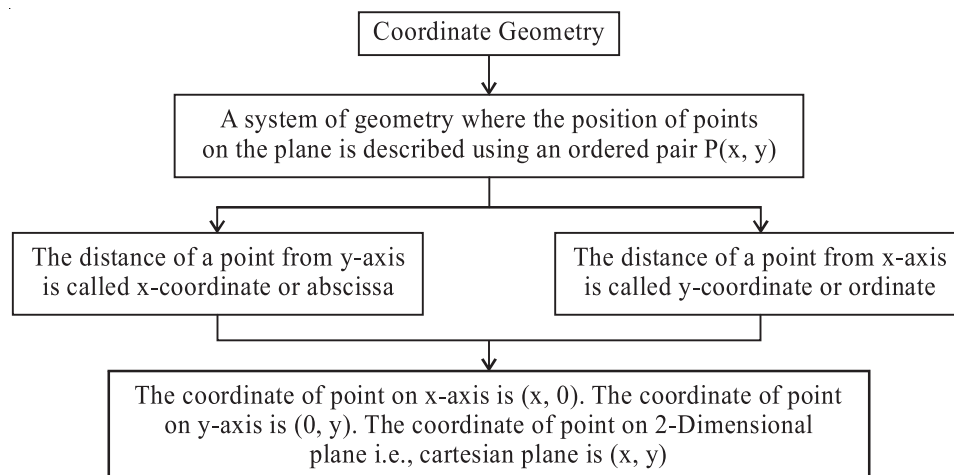 Coordinate Geometry
A system of geometry where the position of points
on the plane is described using an ordered pair P(x, y)
The distance of a point from y-axis
is called x-coordinate or abscissa
The distance of a point from x-axis
is called y-coordinate or ordinate
The coordinate of point on x-axis is (x, 0). The coordinate of point
on y-axis is (0, y). The coordinate of point on 2-Dimensional
plane i.e., cartesian plane is (x, y)